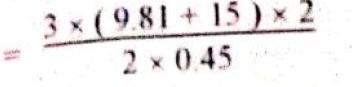 = 3 × ( 9.81 + 15 ) × 2
2 × 0.45